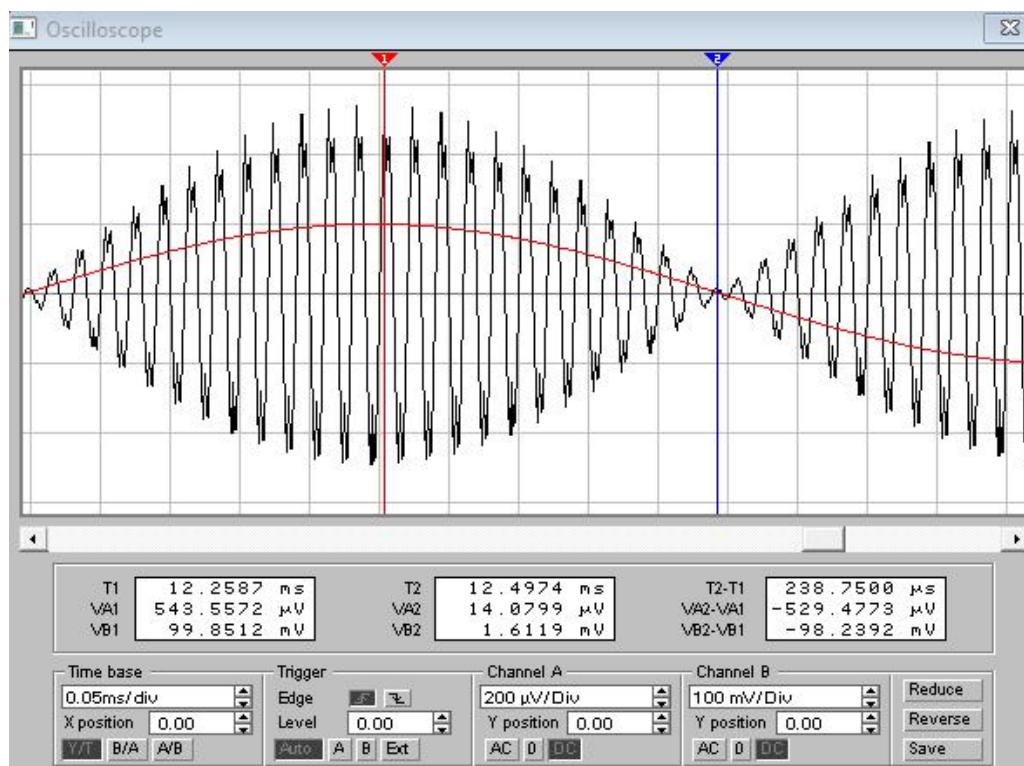 Oscilloscope
1
2
T1 12.2587 ms
VA1 543.5572 μV
VB1 99.8512 mV
T2 12.4974 ms
VA2 14.0799 μV
VB2 1.6119 mV
T2-T1 238.7500 μs
VA2-VA1 -529.4773 μV
VB2-VB1 -98.2392 mV
Time base
0.05ms/div
X position 0.00
Y/T B/A A/B
Trigger
Edge
Level 0.00
Auto A B Ext
Channel A
200 μV/Div
Y position 0.00
AC 0 DC
Channel B
100 mV/Div
Y position 0.00
AC 0 DC
Reduce
Reverse
Save